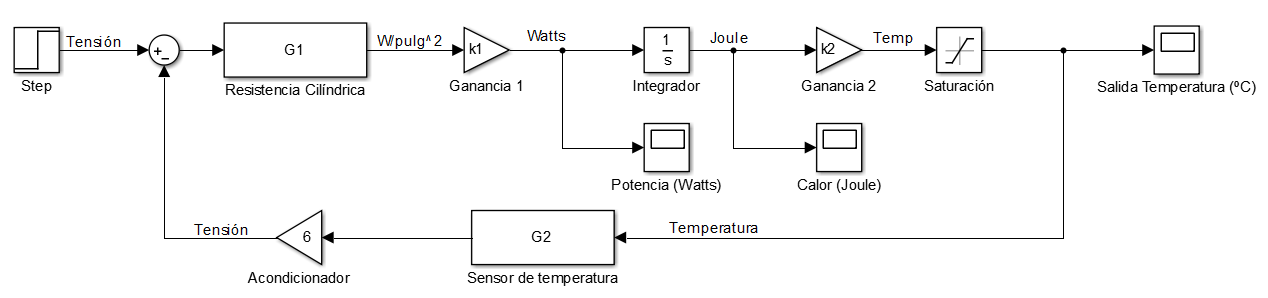 Tensión
Step
+
−
G1
Resistencia Cilíndrica
W/pulg^2
k1
Ganancia 1
Watts
1
s
Integrador
Joule
k2
Ganancia 2
Temp
Saturación
Salida Temperatura (ºC)
Potencia (Watts)
Calor (Joule)
Tensión
6
Acondicionador
G2
Sensor de temperatura
Temperatura